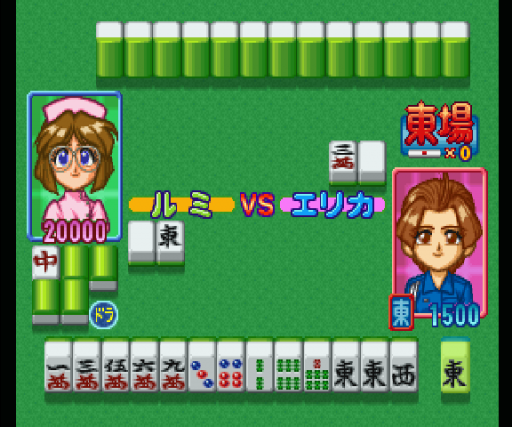 東場
×0
三萬
ルミ VS エリカ
20000
東
中
ドラ
東 1500
一萬 三萬 伍萬 六萬 九萬 東 東 西 東